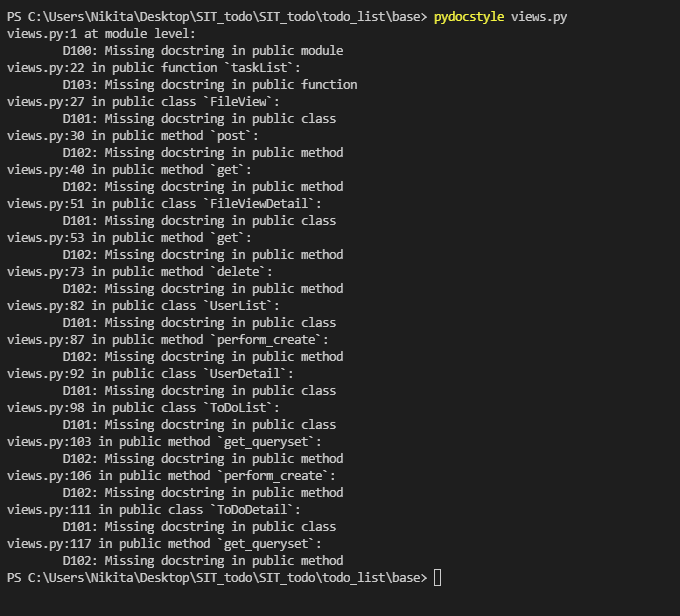 PS C:\Users\Nikita\Desktop\SIT_todo\SIT_todo\todo_list\base> pydocstyle views.py
views.py:1 at module level:
        D100: Missing docstring in public module
views.py:22 in public function `taskList`:
        D103: Missing docstring in public function
views.py:27 in public class `FileView`:
        D101: Missing docstring in public class
views.py:30 in public method `post`:
        D102: Missing docstring in public method
views.py:40 in public method `get`:
        D102: Missing docstring in public method
views.py:51 in public class `FileViewDetail`:
        D101: Missing docstring in public class
views.py:53 in public method `get`:
        D102: Missing docstring in public method
views.py:73 in public method `delete`:
        D102: Missing docstring in public method
views.py:82 in public class `UserList`:
        D101: Missing docstring in public class
views.py:87 in public method `perform_create`:
        D102: Missing docstring in public method
views.py:92 in public class `UserDetail`:
        D101: Missing docstring in public class
views.py:98 in public class `ToDoList`:
        D101: Missing docstring in public class
views.py:103 in public method `get_queryset`:
        D102: Missing docstring in public method
views.py:106 in public method `perform_create`:
        D102: Missing docstring in public method
views.py:111 in public class `ToDoDetail`:
        D101: Missing docstring in public class
views.py:117 in public method `get_queryset`:
        D102: Missing docstring in public method
PS C:\Users\Nikita\Desktop\SIT_todo\SIT_todo\todo_list\base>